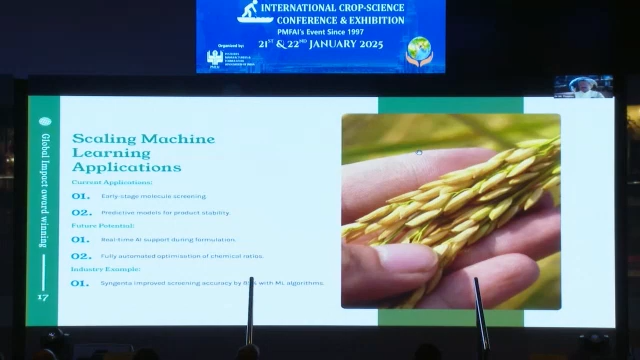 INTERNATIONAL CROP-SCIENCE
CONFERENCE & EXHIBITION
PMFAI's Event Since 1997
Organised by:
21ST & 22ND JANUARY 2025
PMFAI
Global Impact award winning
17
Scaling Machine
Learning
Applications
Current Applications:
01. Early-stage molecule screening.
02. Predictive models for product stability.
Future Potential:
01. Real-time AI support during formulation.
02. Fully automated optimisation of chemical ratios.
Industry Example:
01. Syngenta improved screening accuracy by with ML algorithms.